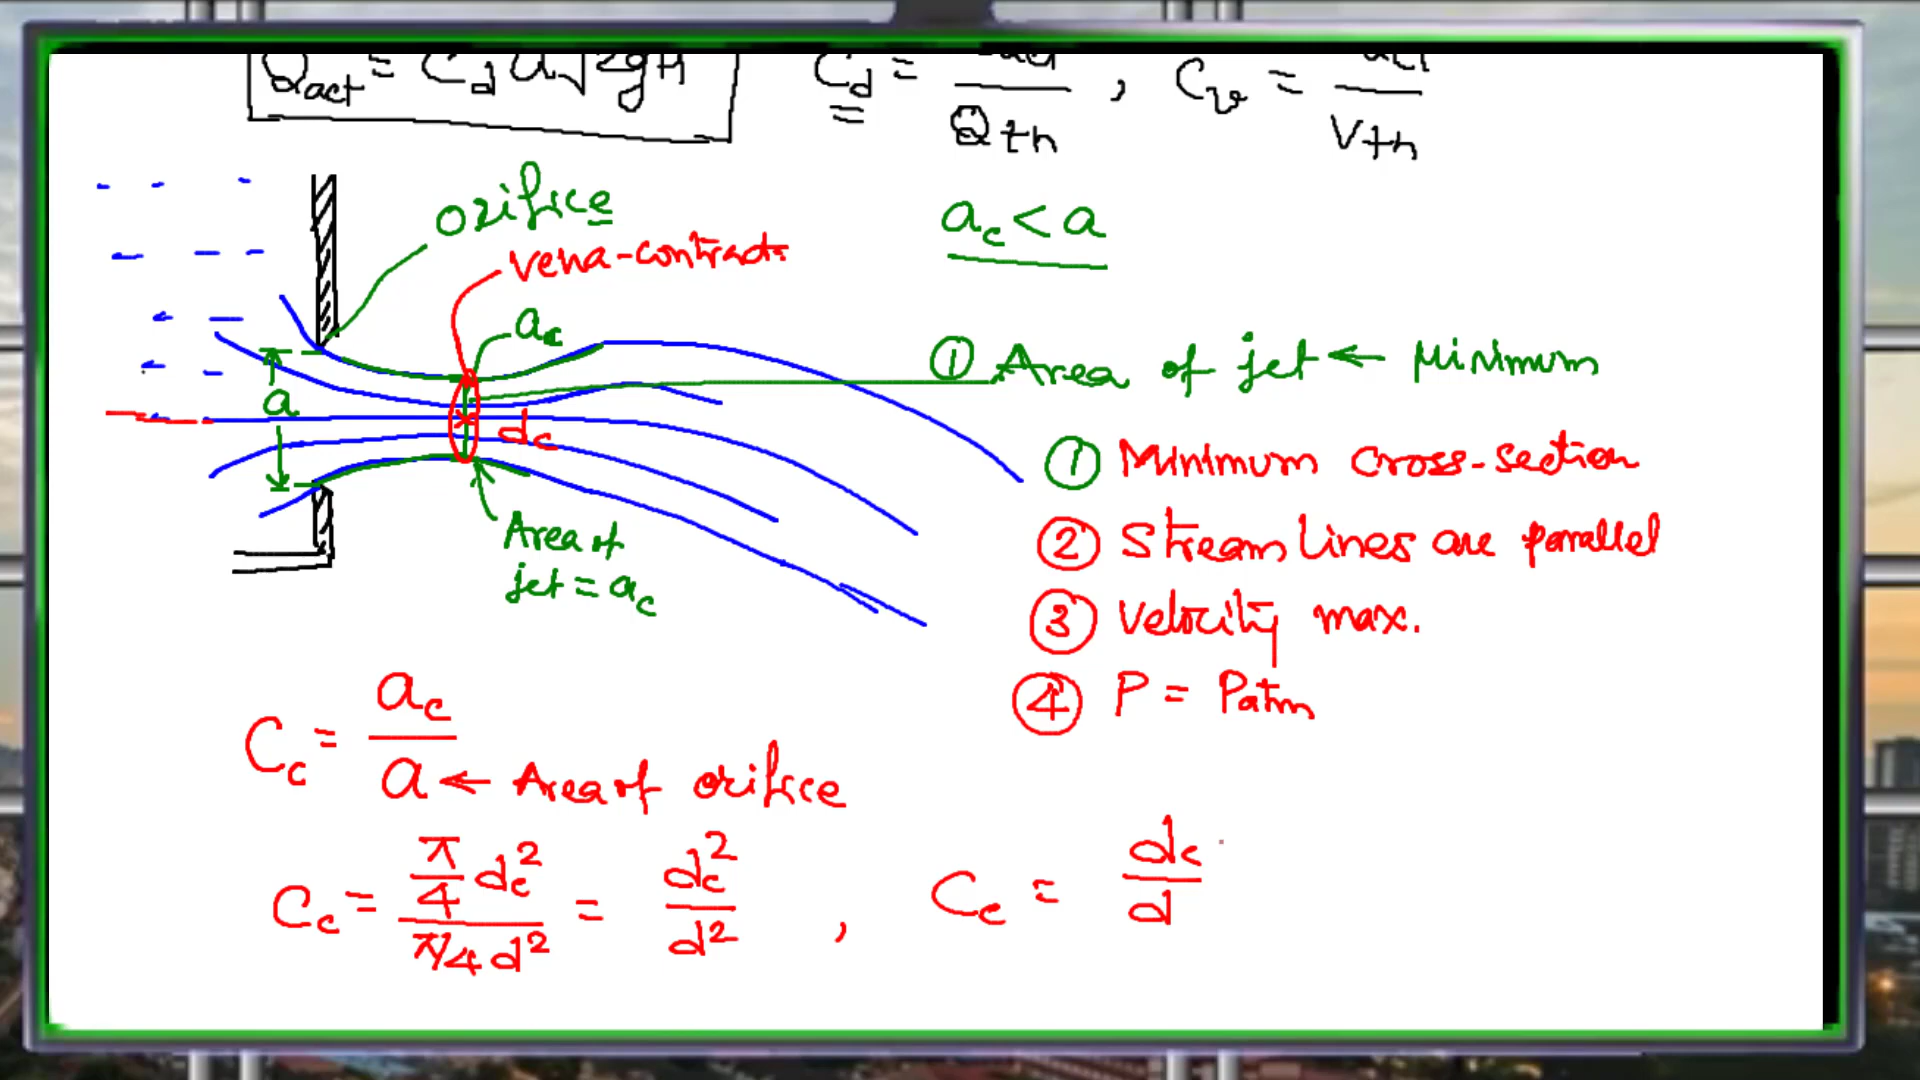 Qact = Cd a√2gH Cd = Qact/Qth , Cv = Vact/Vth
orifice
vena-contracta
ac < a
ac
a
dc
① Area of jet ← Minimum
① Minimum cross-section
② Stream lines are parallel
③ Velocity max.
④ P = Patm
Area of
jet = ac
Cc = ac/a ← Area of orifice
Cc = π/4 dc²/π/4 d² = dc²/d² , Cc = dc/d